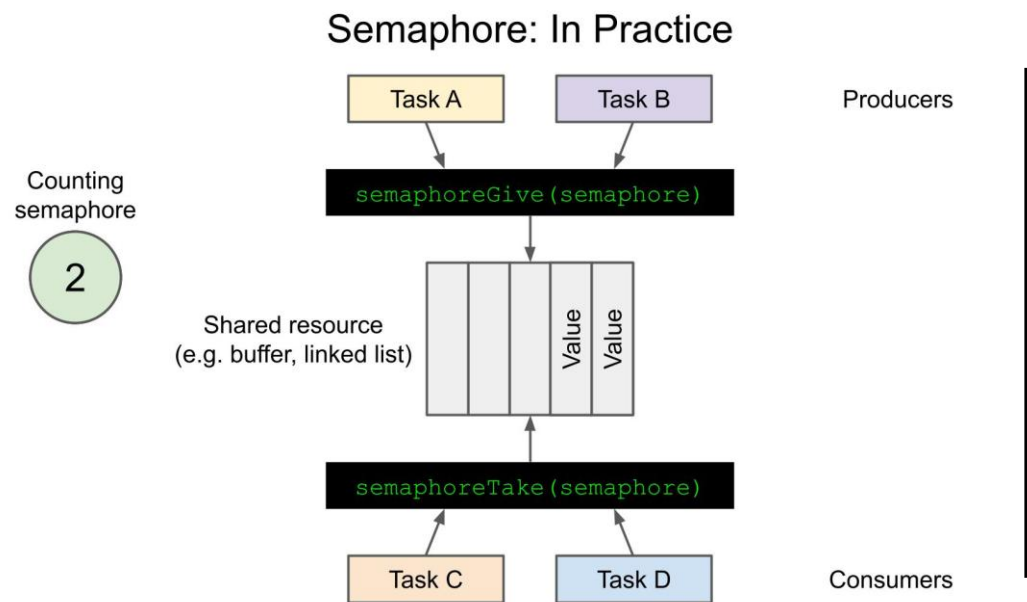 Semaphore: In Practice
Task A
Task B
Producers
Counting
semaphore
2
semaphoreGive(semaphore)
Shared resource
(e.g. buffer, linked list)
Value
Value
semaphoreTake(semaphore)
Task C
Task D
Consumers